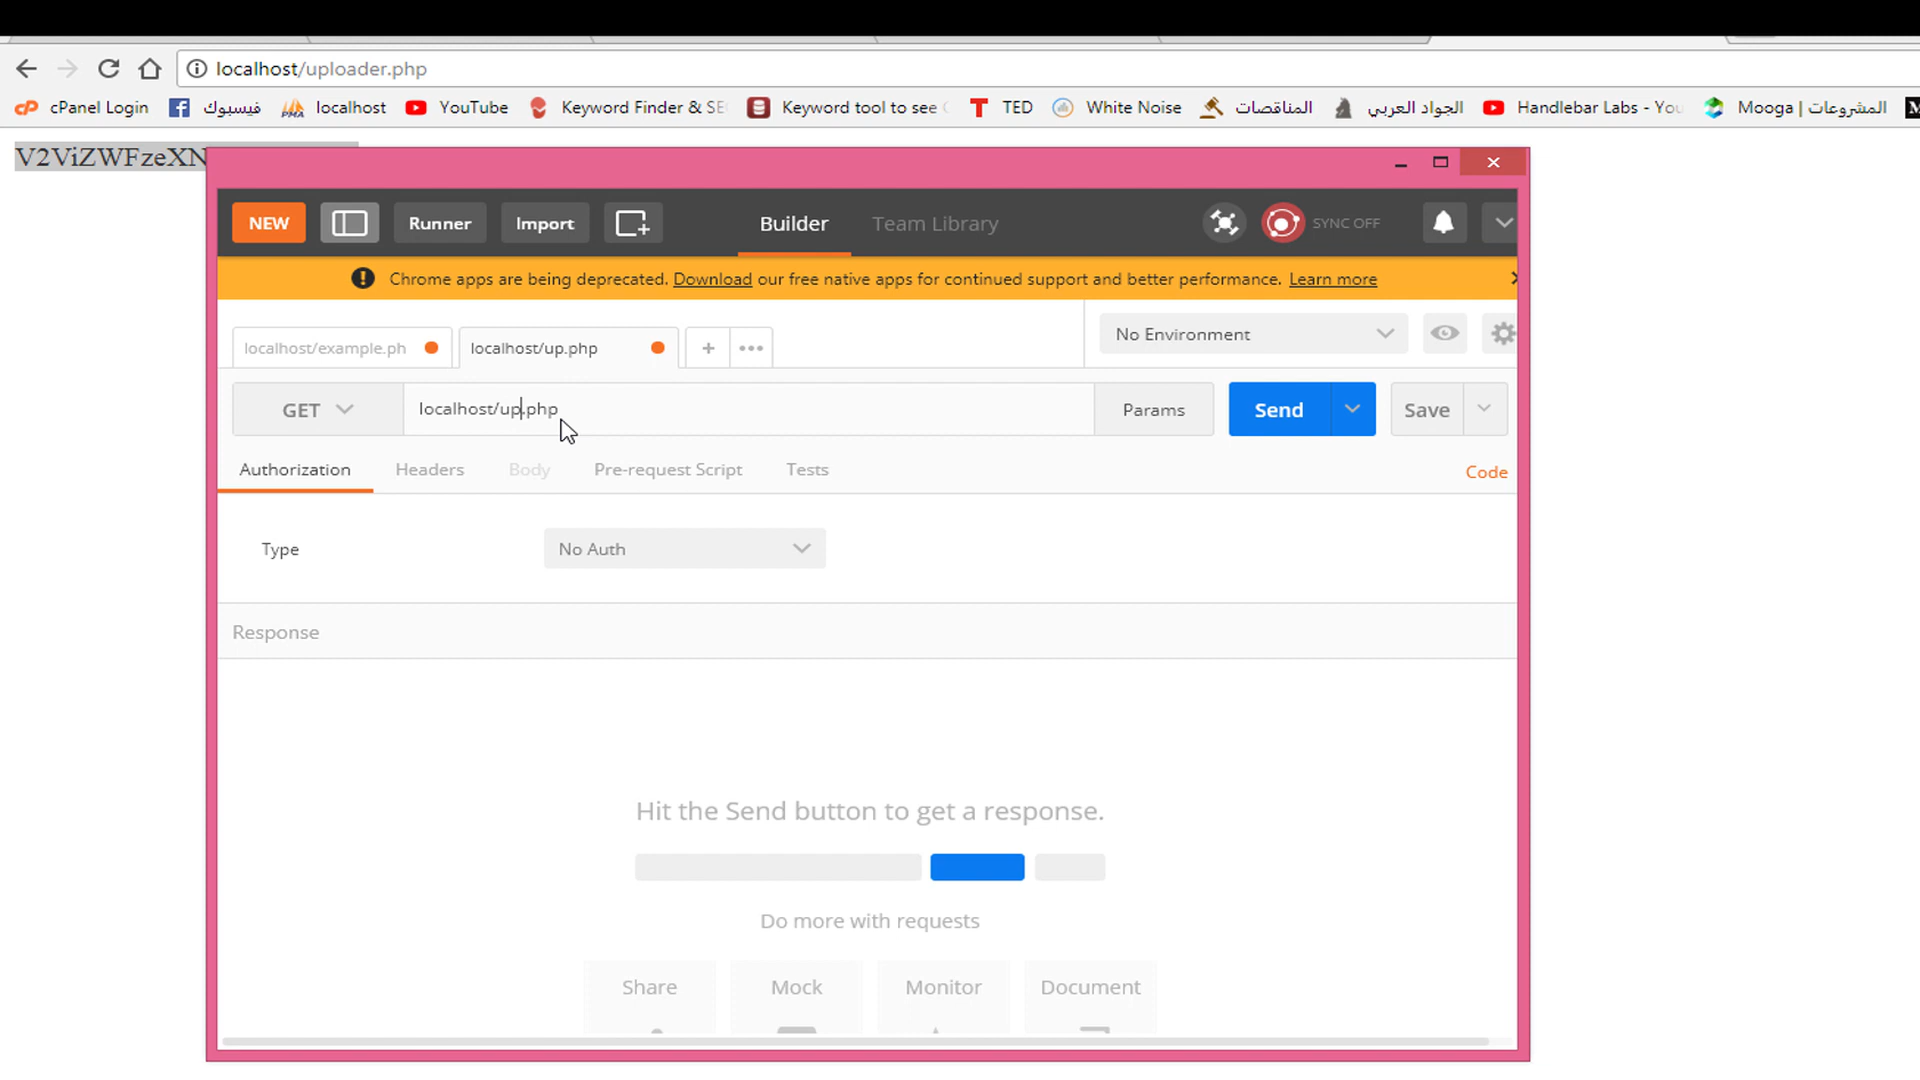 localhost/uploader.php
cPanel Login فيسبوك localhost YouTube Keyword Finder & SE Keyword tool to see TED White Noise المناقصات الجواد العربي Handlebar Labs - You Mooga | المشروعات
V2ViZWFzeXN
NEW Runner Import Builder Team Library SYNC OFF
Chrome apps are being deprecated. Download our free native apps for continued support and better performance. Learn more
localhost/example.ph localhost/up.php + ••• No Environment
GET localhost/up.php Params Send Save
Authorization Headers Body Pre-request Script Tests Code
Type No Auth
Response
Hit the Send button to get a response.
Do more with requests
Share Mock Monitor Document